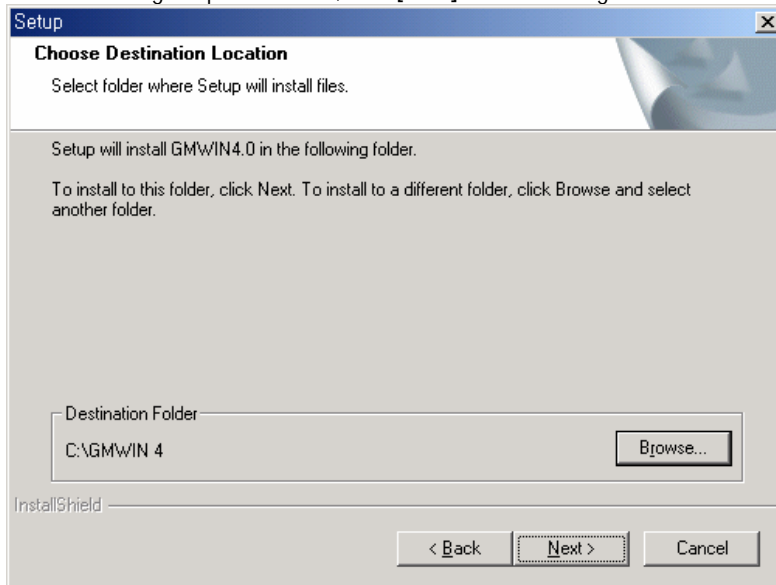 Setup
Choose Destination Location
Select folder where Setup will install files.
Setup will install GMWIN4.0 in the following folder.
To install to this folder, click Next. To install to a different folder, click Browse and select
another folder.
Destination Folder
C:\GMWIN 4
Browse...
InstallShield
< Back
Next >
Cancel